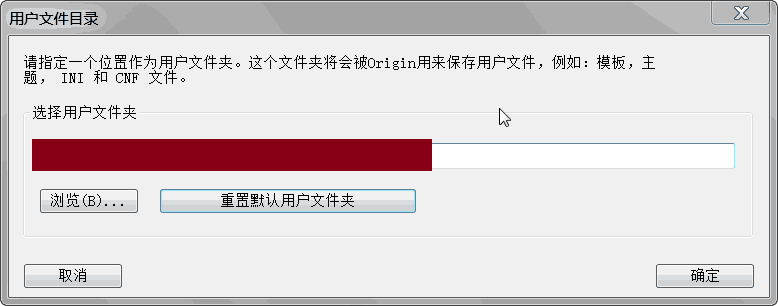 用户文件目录
请指定一个位置作为用户文件夹。这个文件夹将会被Origin用来保存用户文件，例如：模板，主
题， INI 和 CNF 文件。
选择用户文件夹
浏览(B)... 重置默认用户文件夹
取消 确定